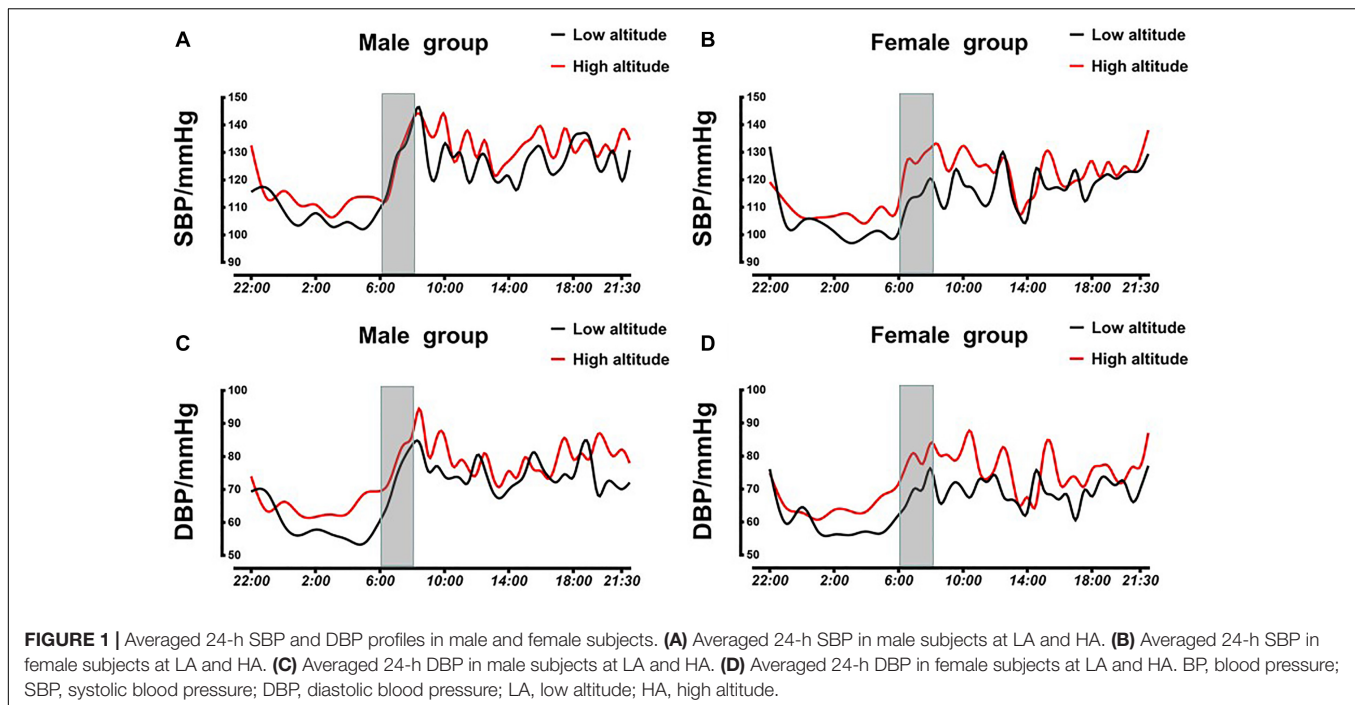 A
Male group
Low altitude
High altitude
SBP/mmHg
150
140
130
120
110
100
90
22:00 2:00 6:00 10:00 14:00 18:00 21:30
B
Female group
Low altitude
High altitude
SBP/mmHg
150
140
130
120
110
100
90
22:00 2:00 6:00 10:00 14:00 18:00 21:30
C
Male group
Low altitude
High altitude
DBP/mmHg
100
90
80
70
60
50
22:00 2:00 6:00 10:00 14:00 18:00 21:30
D
Female group
Low altitude
High altitude
DBP/mmHg
100
90
80
70
60
50
22:00 2:00 6:00 10:00 14:00 18:00 21:30
FIGURE 1 | Averaged 24-h SBP and DBP profiles in male and female subjects. (A) Averaged 24-h SBP in male subjects at LA and HA. (B) Averaged 24-h SBP in
female subjects at LA and HA. (C) Averaged 24-h DBP in male subjects at LA and HA. (D) Averaged 24-h DBP in female subjects at LA and HA. BP, blood pressure;
SBP, systolic blood pressure; DBP, diastolic blood pressure; LA, low altitude; HA, high altitude.